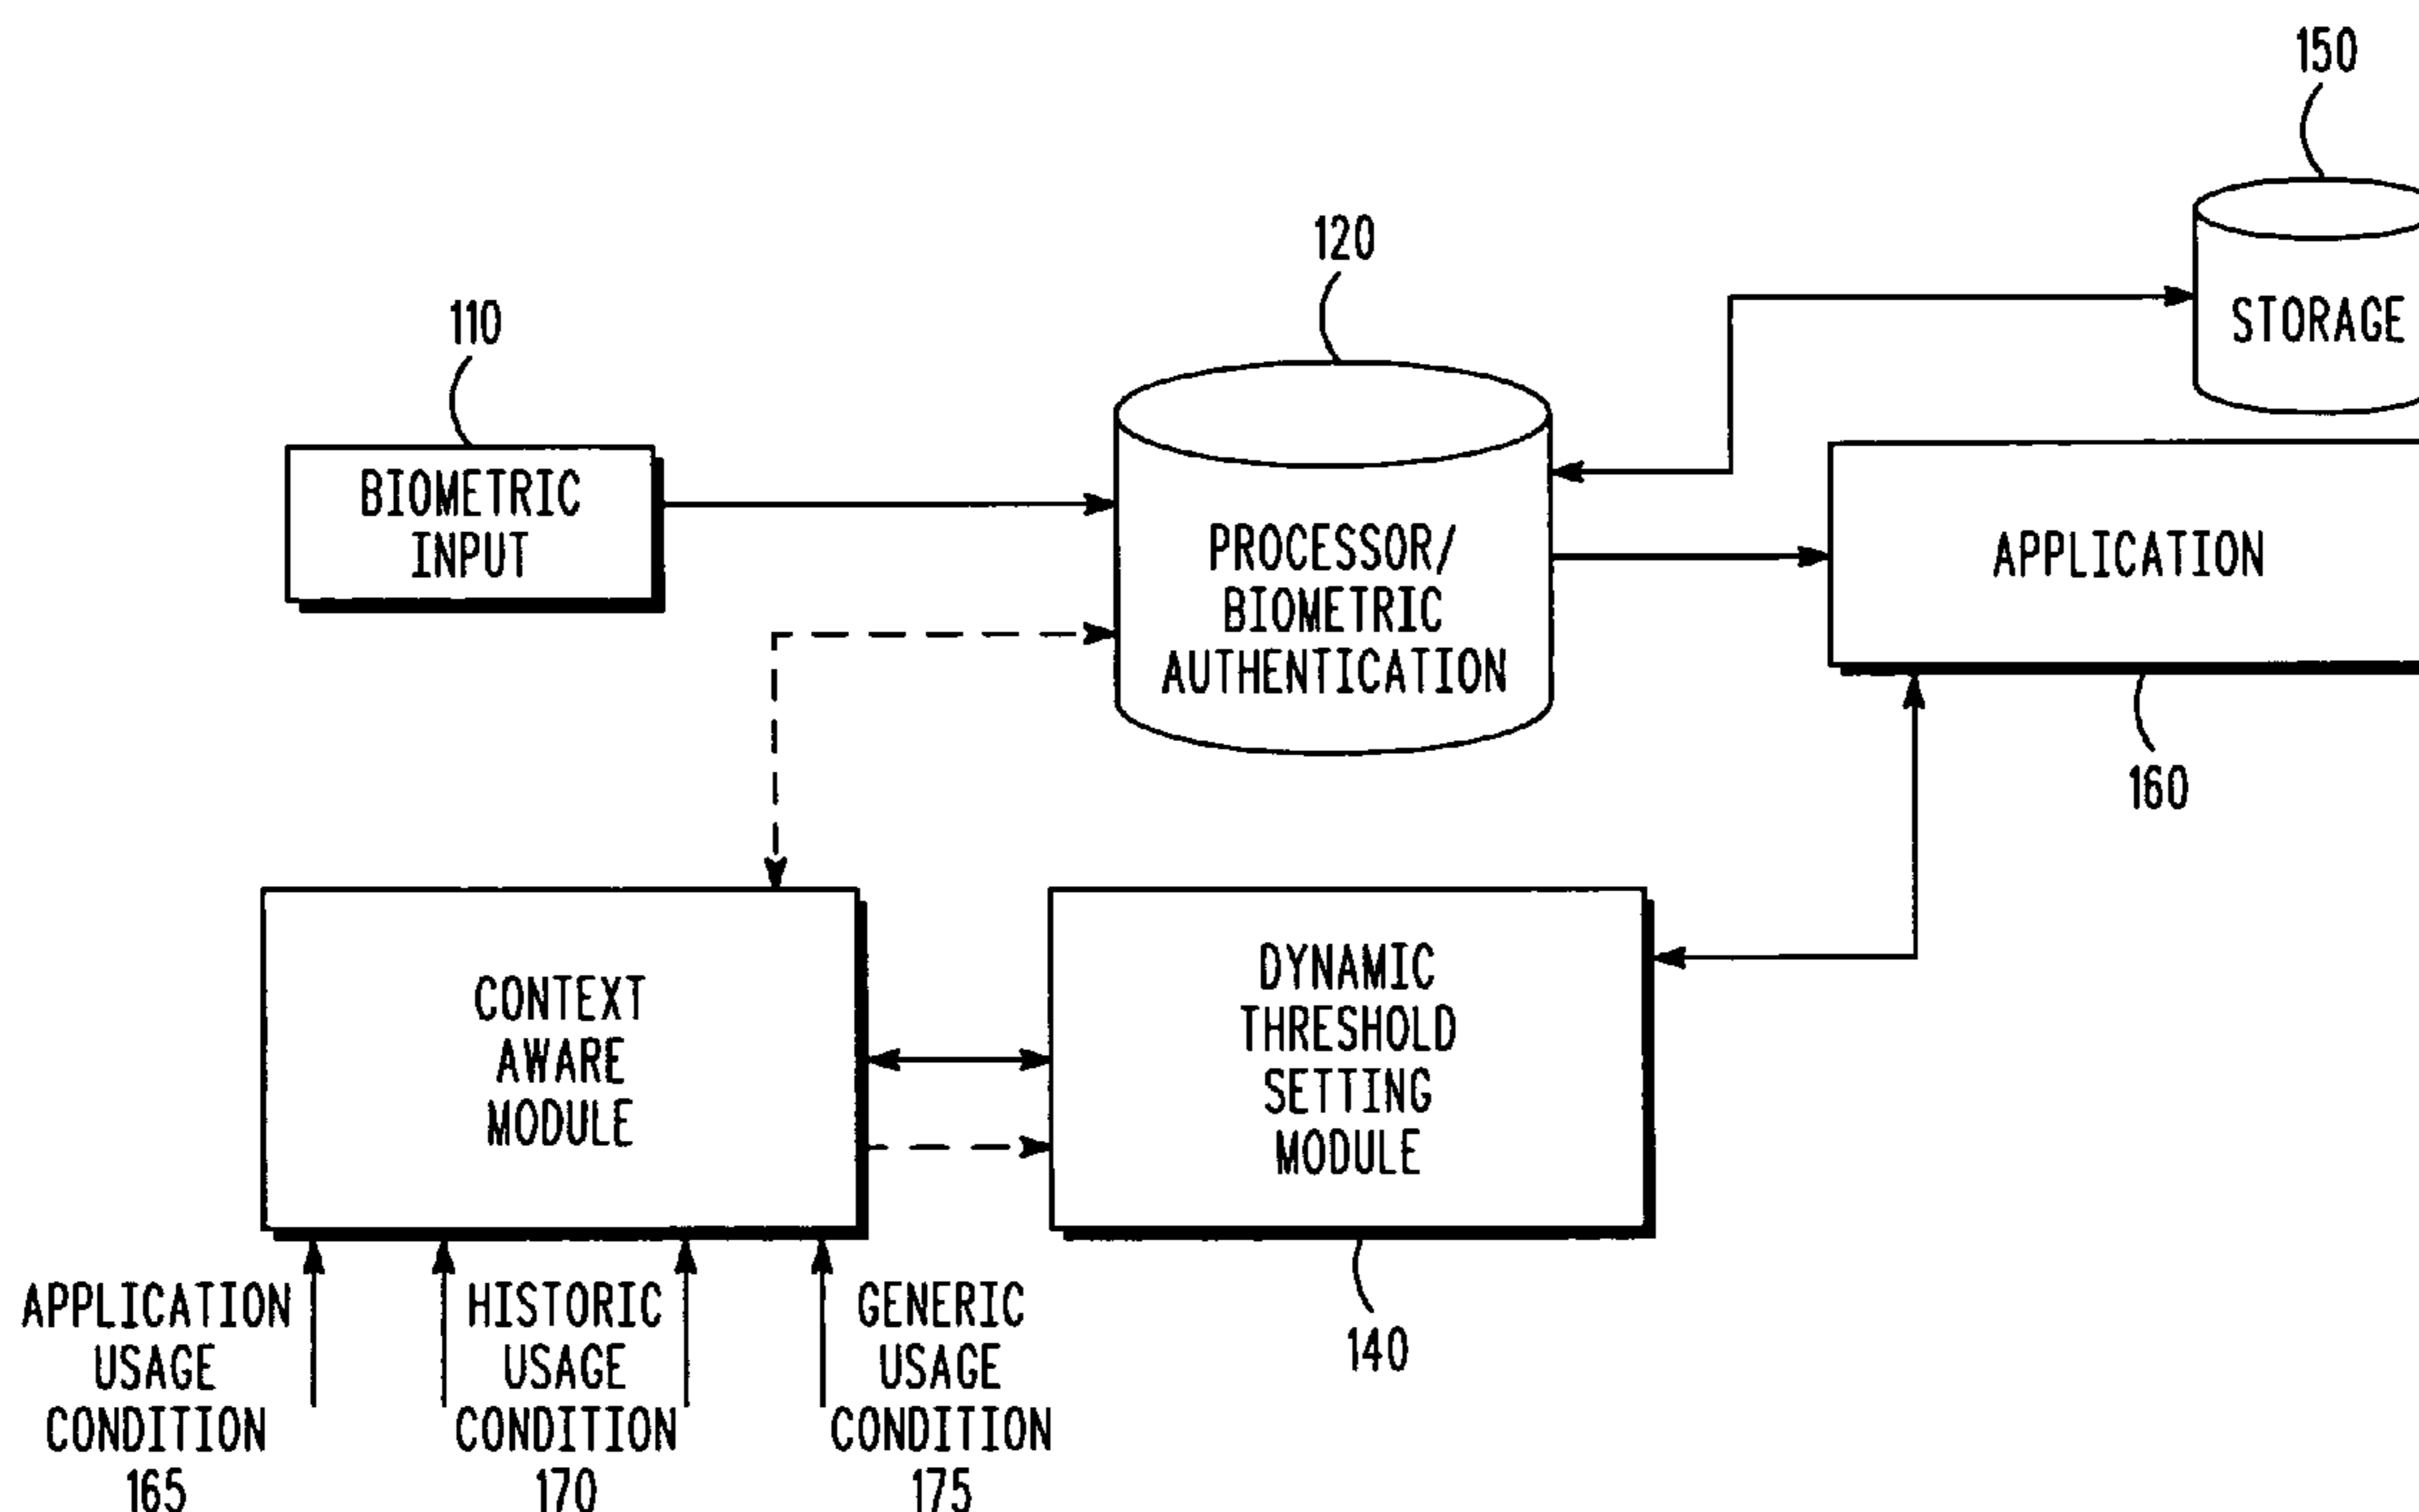 150
120
110
STORAGE
BIOMETRIC
INPUT
PROCESSOR/
BIOMETRIC
AUTHENTICATION
APPLICATION
160
CONTEXT
AWARE
MODULE
DYNAMIC
THRESHOLD
SETTING
MODULE
140
APPLICATION
USAGE
CONDITION
165
HISTORIC
USAGE
CONDITION
170
GENERIC
USAGE
CONDITION
175